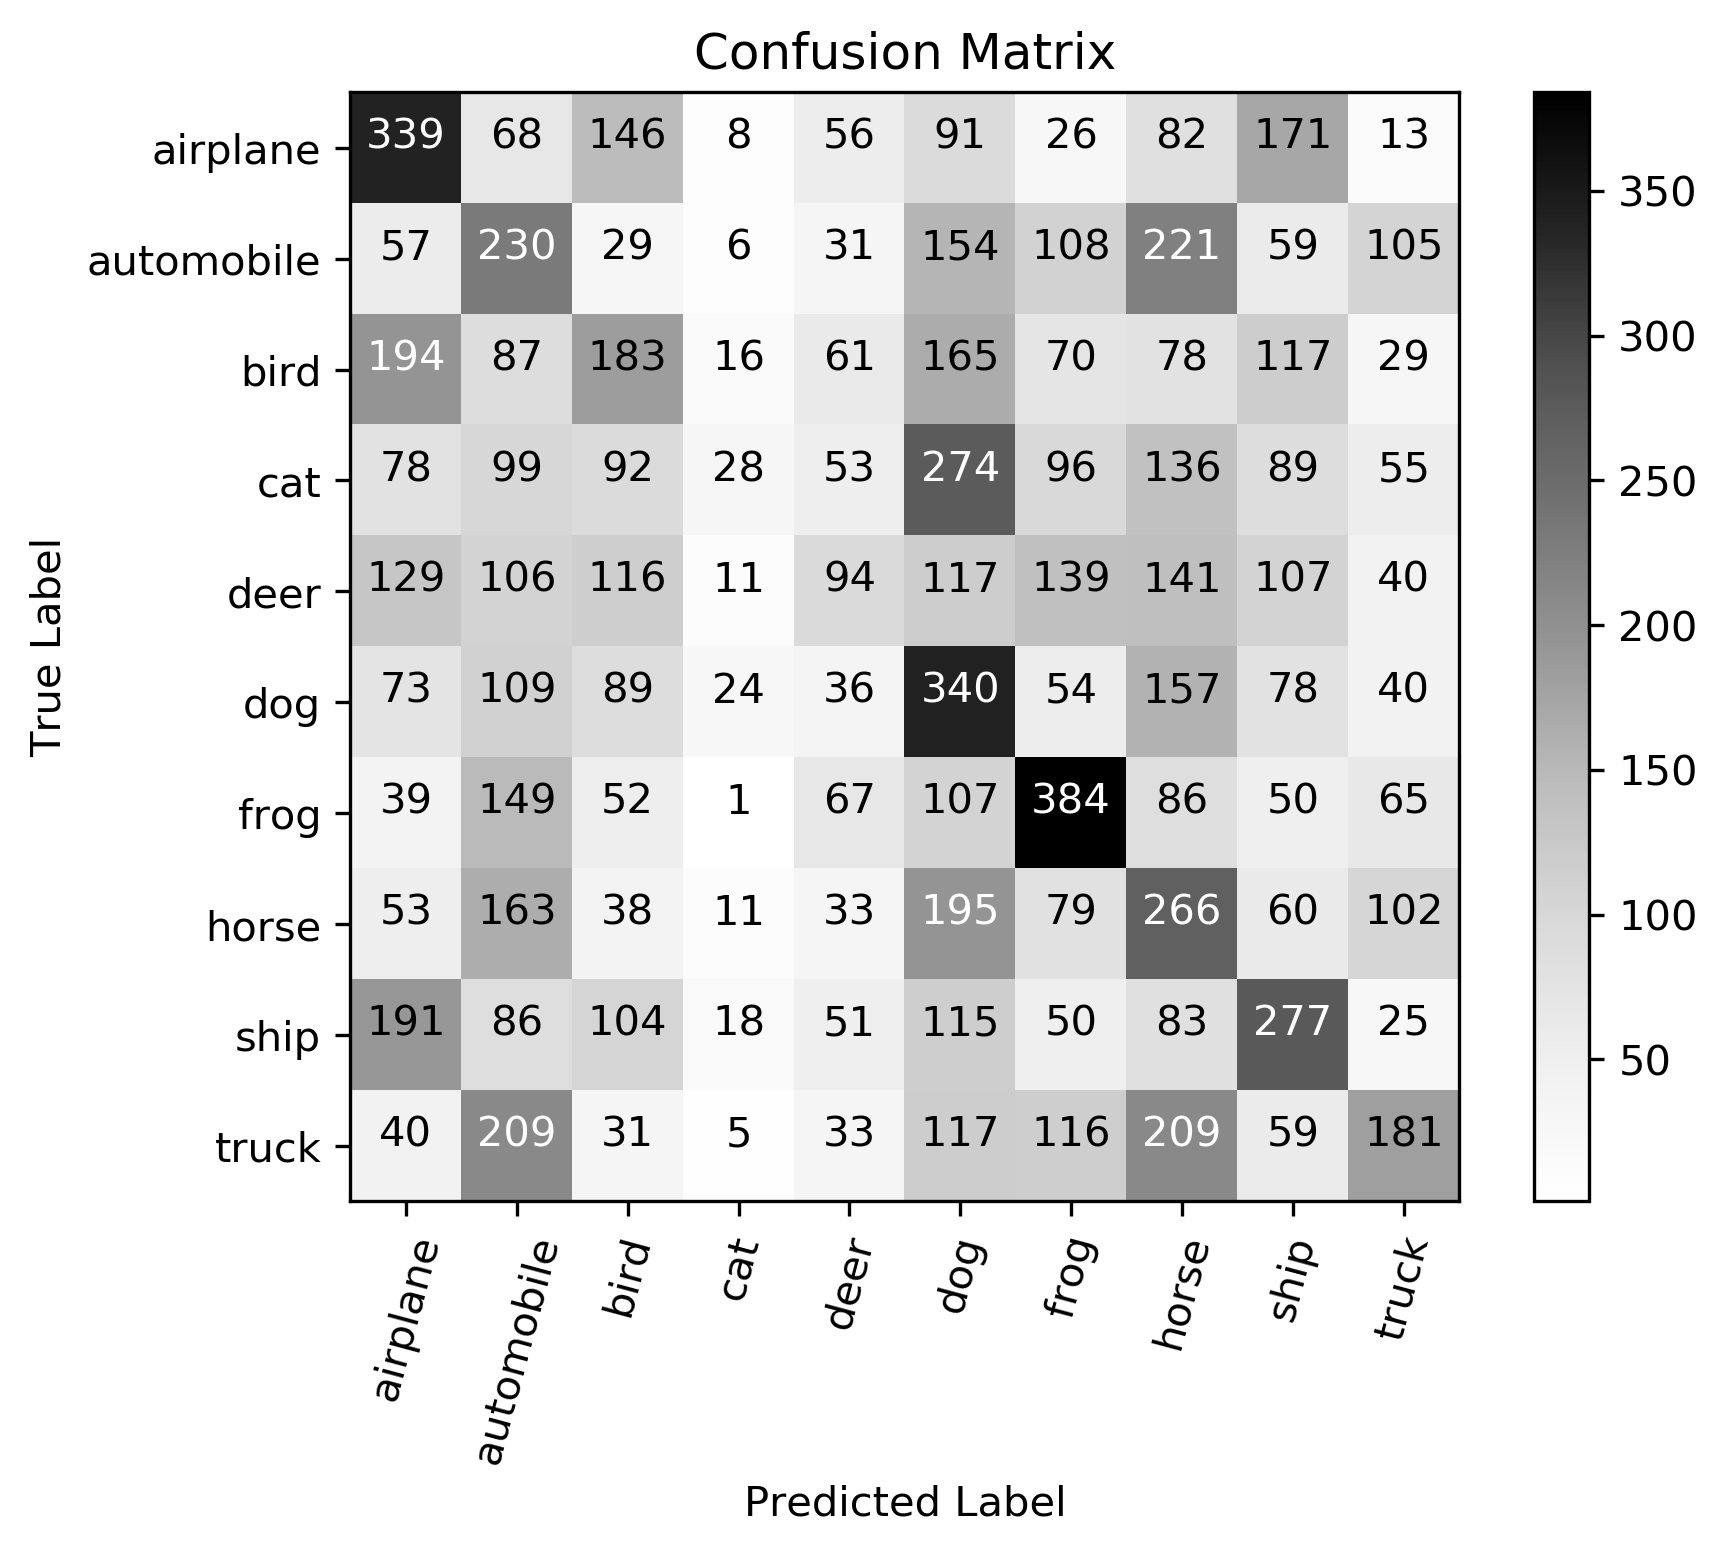 Confusion Matrix
airplane 339 68 146 8 56 91 26 82 171 13
automobile 57 230 29 6 31 154 108 221 59 105
bird 194 87 183 16 61 165 70 78 117 29
cat 78 99 92 28 53 274 96 136 89 55
deer 129 106 116 11 94 117 139 141 107 40
dog 73 109 89 24 36 340 54 157 78 40
frog 39 149 52 1 67 107 384 86 50 65
horse 53 163 38 11 33 195 79 266 60 102
ship 191 86 104 18 51 115 50 83 277 25
truck 40 209 31 5 33 117 116 209 59 181
True Label
airplane automobile bird cat deer dog frog horse ship truck
Predicted Label
350
300
250
200
150
100
50